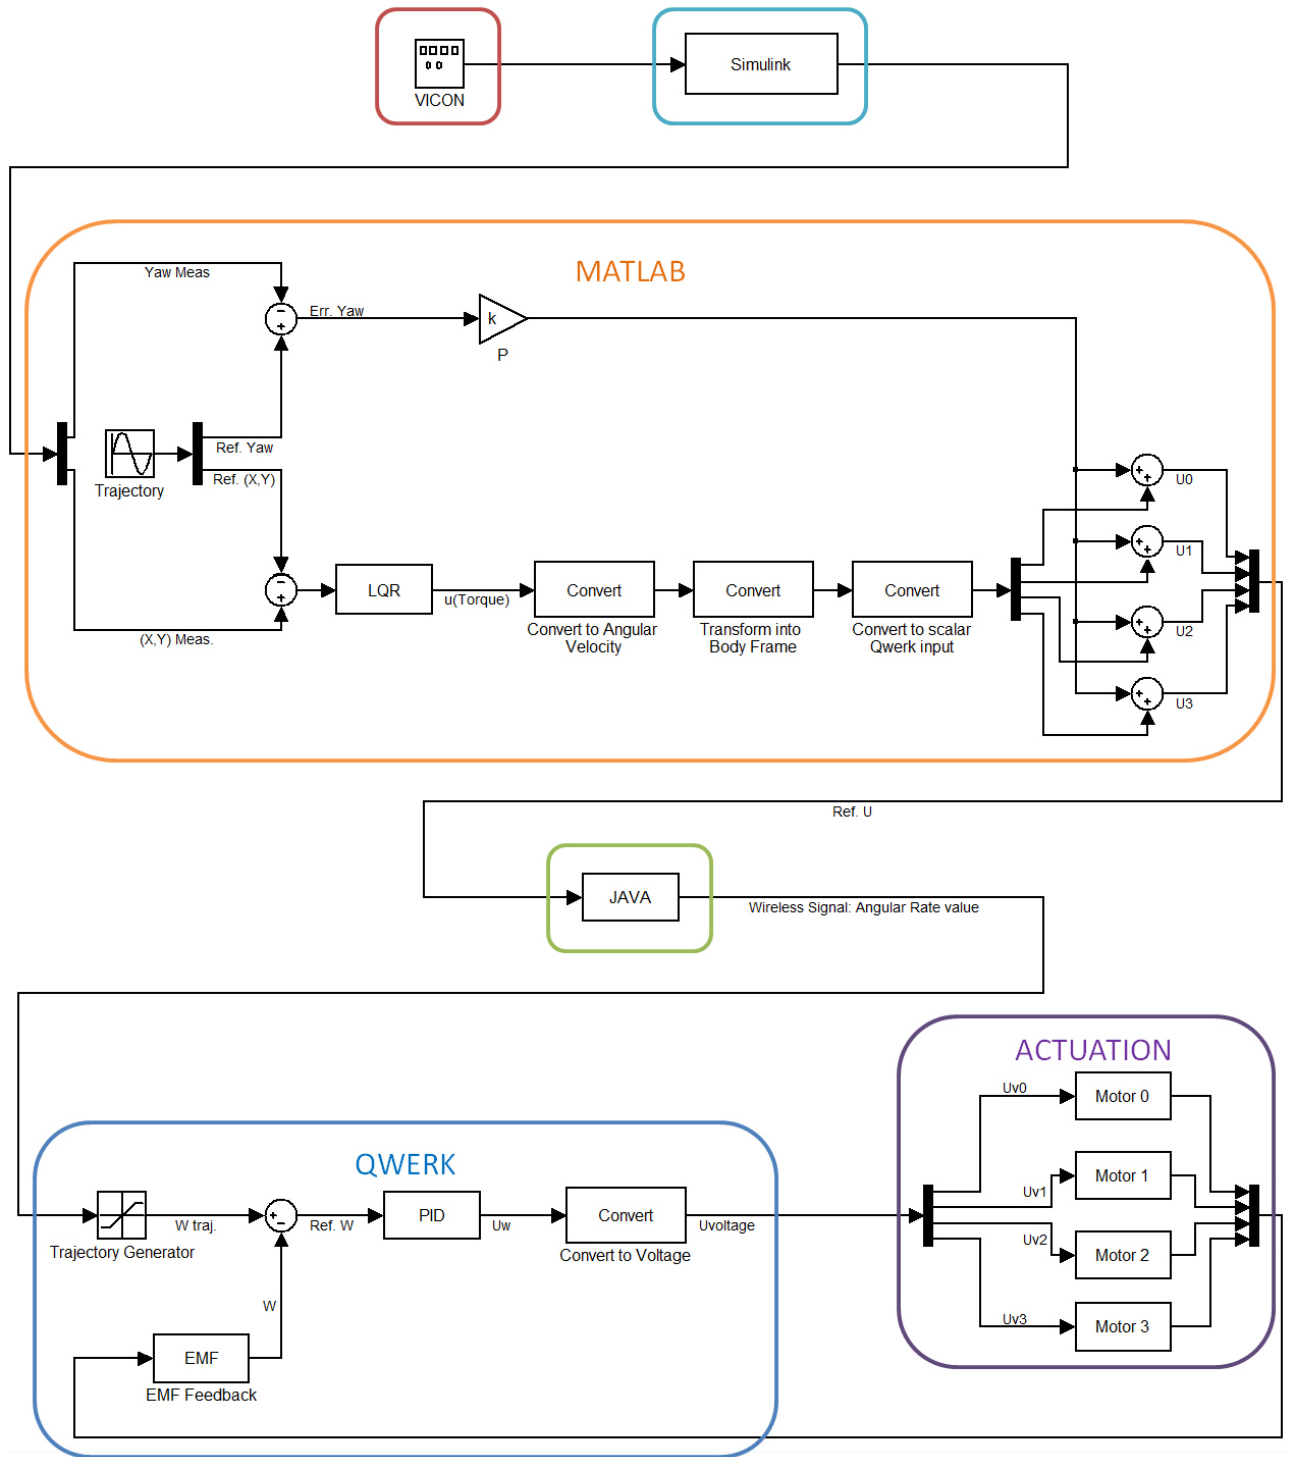 VICON
Simulink
MATLAB
Yaw Meas
Err. Yaw
k
P
Ref. Yaw
Ref. (X,Y)
Trajectory
(X,Y) Meas.
LQR
u(Torque)
Convert
Convert to Angular
Velocity
Convert
Transform into
Body Frame
Convert
Convert to scalar
Qwerk input
U0
U1
U2
U3
Ref. U
JAVA
Wireless Signal: Angular Rate value
ACTUATION
Uv0
Motor 0
Uv1
Motor 1
Uv2
Motor 2
Uv3
Motor 3
QWERK
Trajectory Generator
W traj.
Ref. W
PID
Uw
Convert
Convert to Voltage
Uvoltage
W
EMF
EMF Feedback